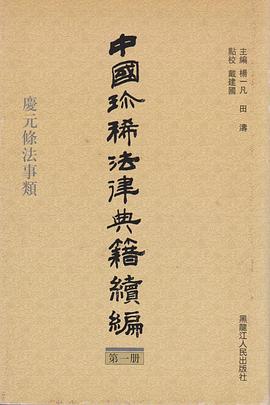 主編 楊一凡 田濤
點校 戴建國
中國珍稀法律典籍續編
第一册
慶元條法事類
黑龍江人民出版社